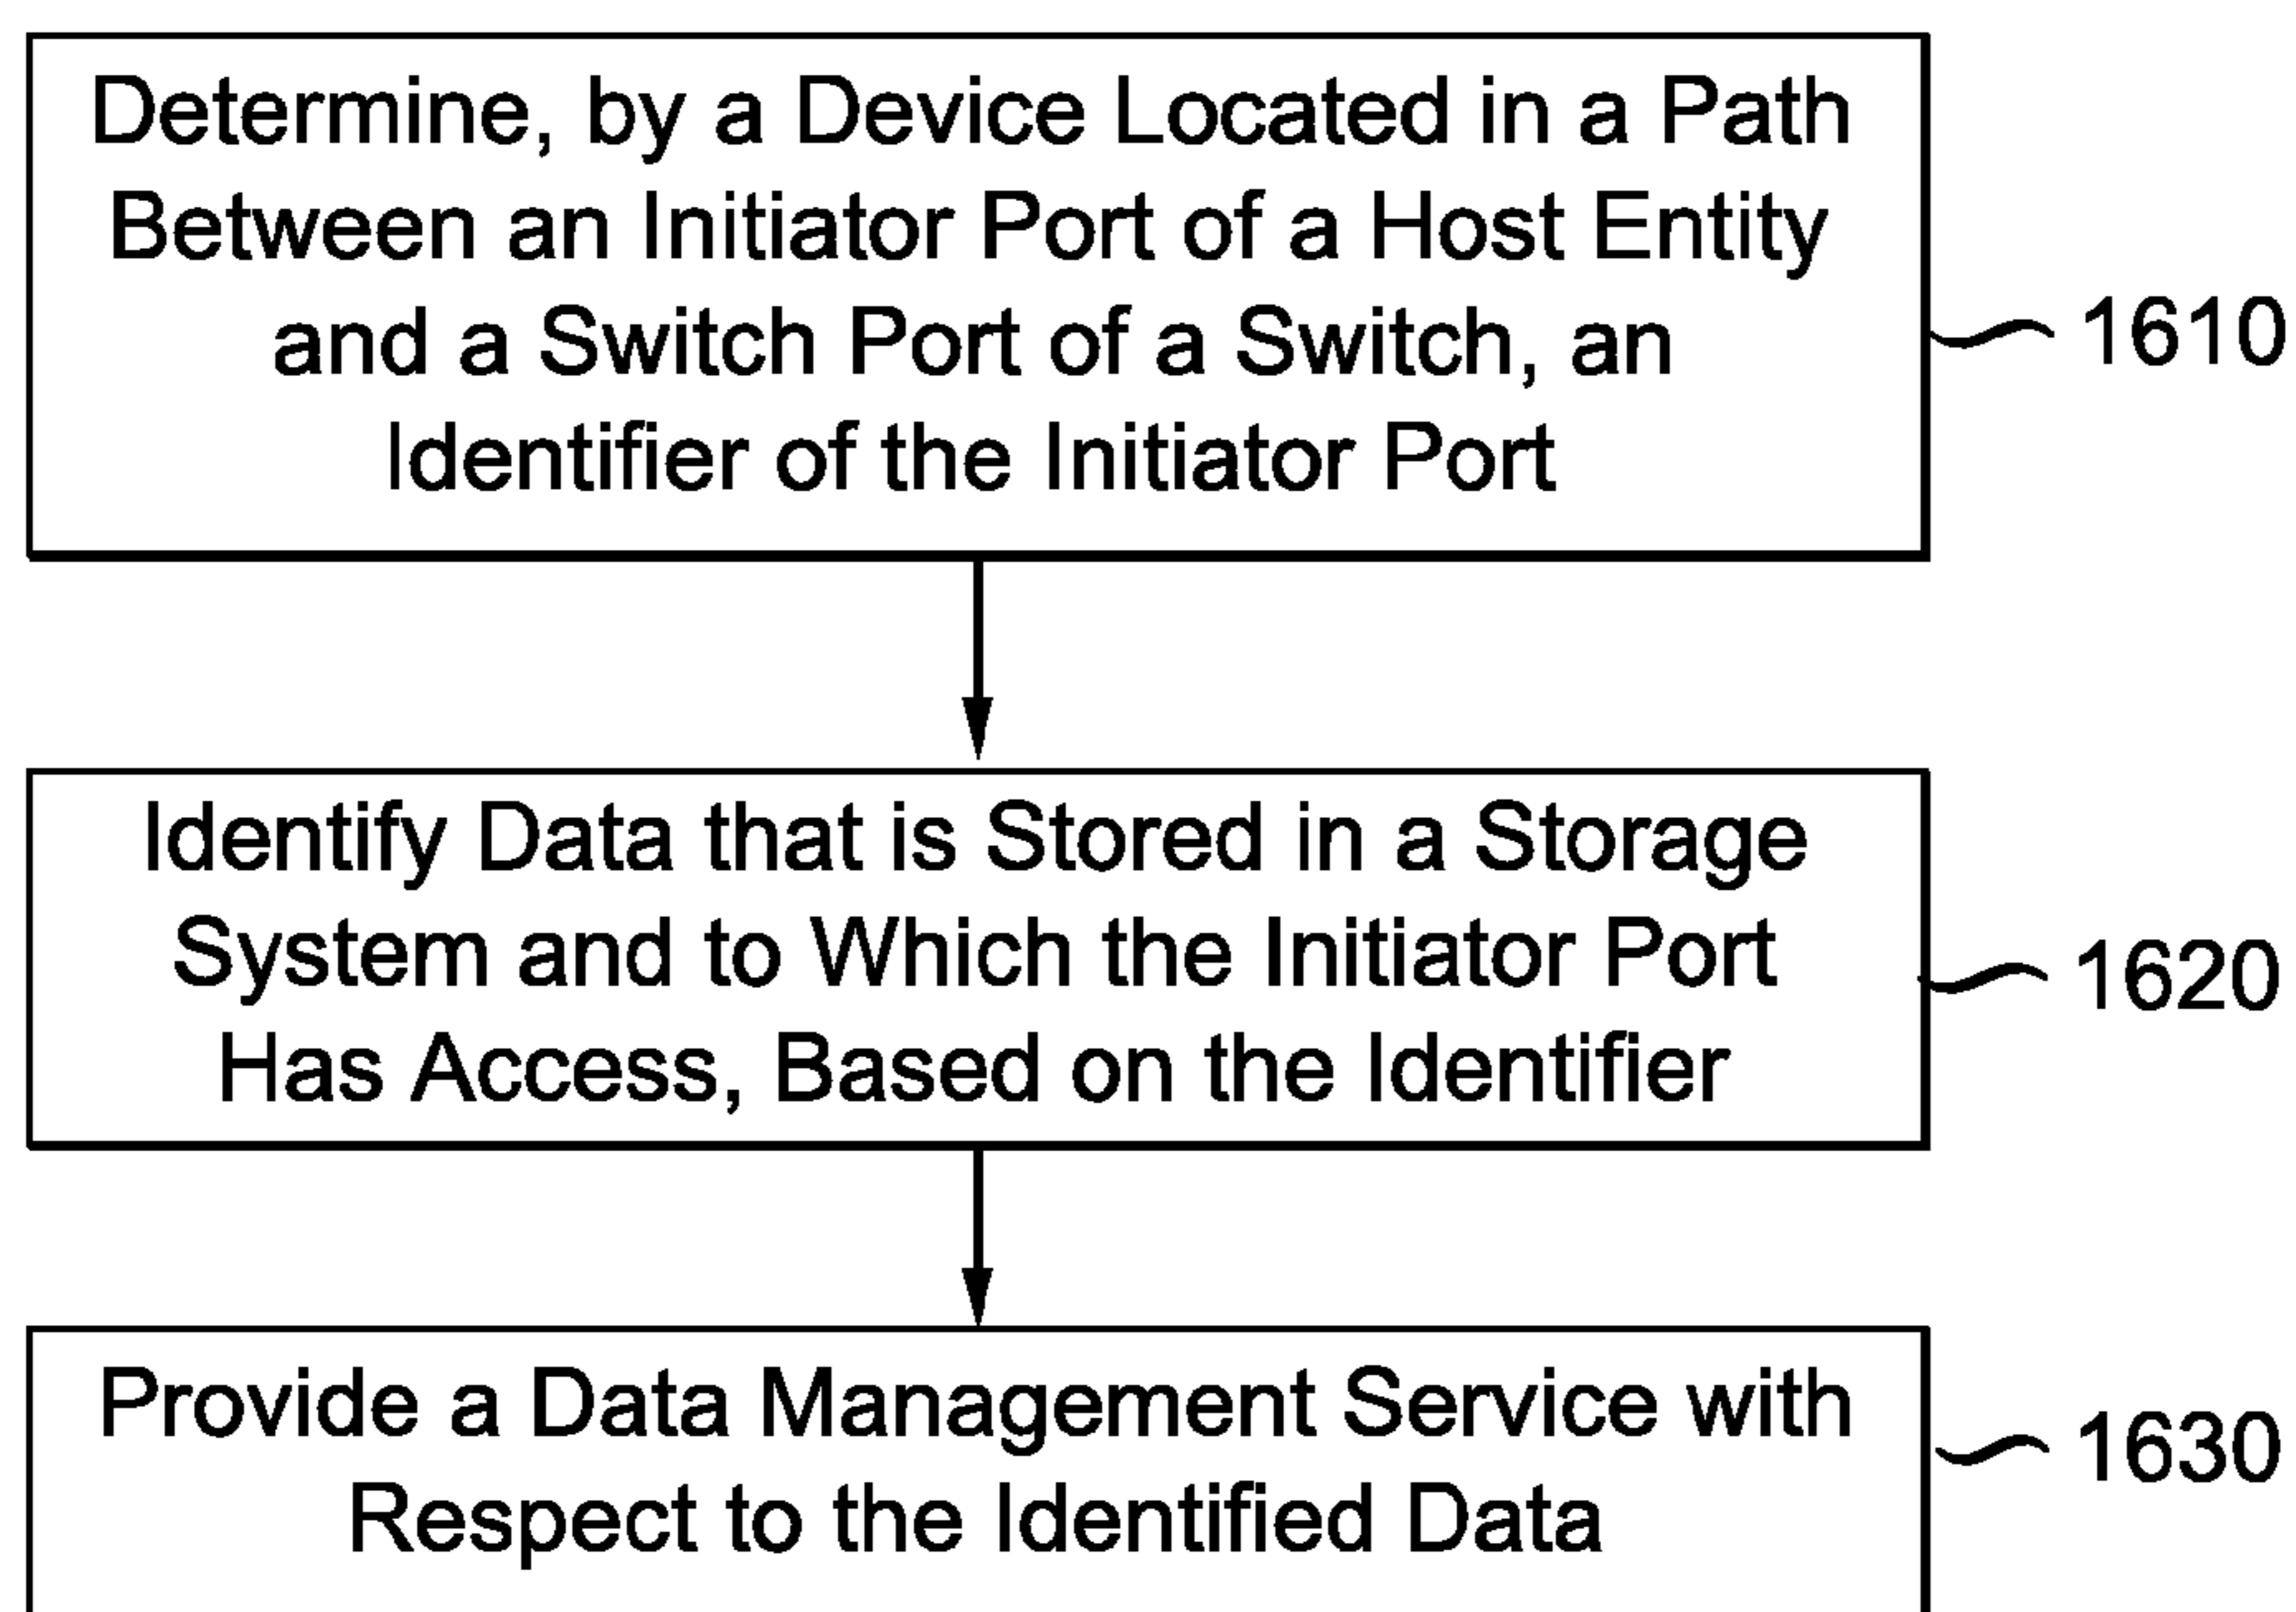 Determine, by a Device Located in a Path
Between an Initiator Port of a Host Entity
and a Switch Port of a Switch, an
Identifier of the Initiator Port
1610
Identify Data that is Stored in a Storage
System and to Which the Initiator Port
Has Access, Based on the Identifier
1620
Provide a Data Management Service with
Respect to the Identified Data
1630